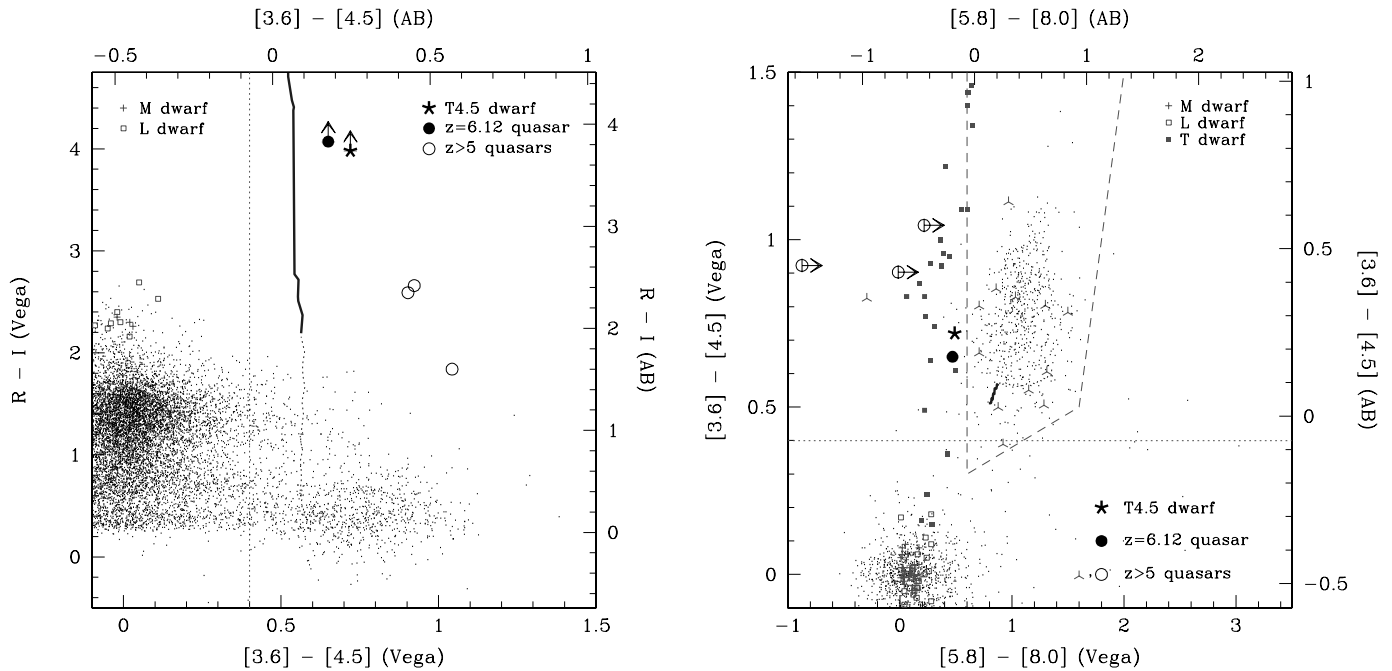 [3.6] − [4.5] (AB)
−0.5 0 0.5 1
M dwarf
L dwarf
T4.5 dwarf
z=6.12 quasar
z>5 quasars
4
3
2
1
0
R − I (Vega)
4
3
2
1
0
R − I (AB)
0 0.5 1 1.5
[3.6] − [4.5] (Vega)
[5.8] − [8.0] (AB)
−1 0 1 2
M dwarf
L dwarf
T dwarf
1.5
1
0.5
0
[3.6] − [4.5] (Vega)
1
0.5
0
−0.5
[3.6] − [4.5] (AB)
T4.5 dwarf
z=6.12 quasar
, z>5 quasars
−1 0 1 2 3
[5.8] − [8.0] (Vega)